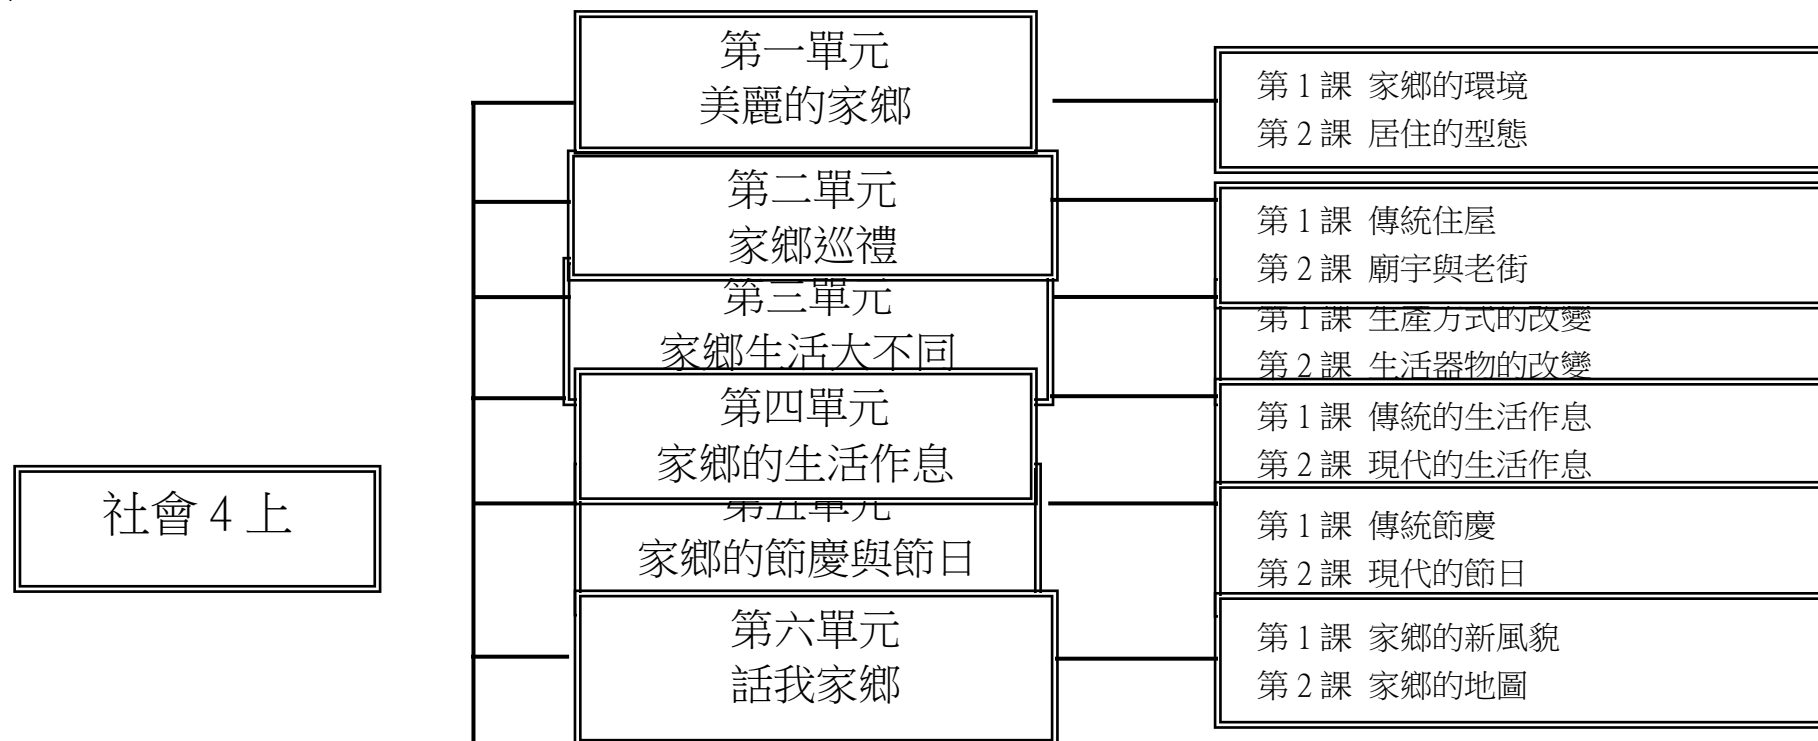 社會4上
第一單元
美麗的家鄉
第1課 家鄉的環境
第2課 居住的型態
第二單元
家鄉巡禮
第1課 傳統住屋
第2課 廟宇與老街
第三單元
家鄉生活大不同
第1課 生產方式的改變
第2課 生活器物的改變
第四單元
家鄉的生活作息
第1課 傳統的生活作息
第2課 現代的生活作息
第五單元
家鄉的節慶與節日
第1課 傳統節慶
第2課 現代的節日
第六單元
話我家鄉
第1課 家鄉的新風貌
第2課 家鄉的地圖